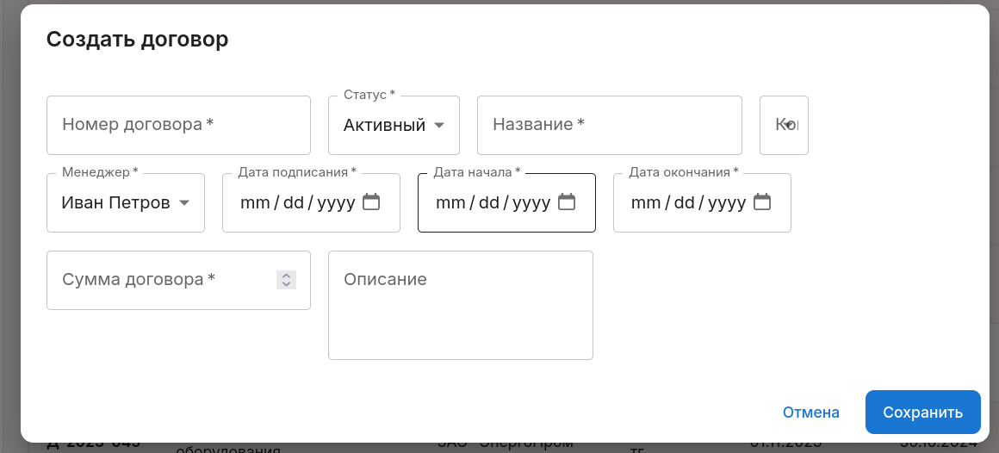 Создать договор
Статус *
Номер договора *
Активный
Название *
Менеджер *
Дата подписания *
Дата начала *
Дата окончания *
Иван Петров
mm / dd / yyyy
mm / dd / yyyy
mm / dd / yyyy
Сумма договора *
Описание
Отмена
Сохранить
оборудования